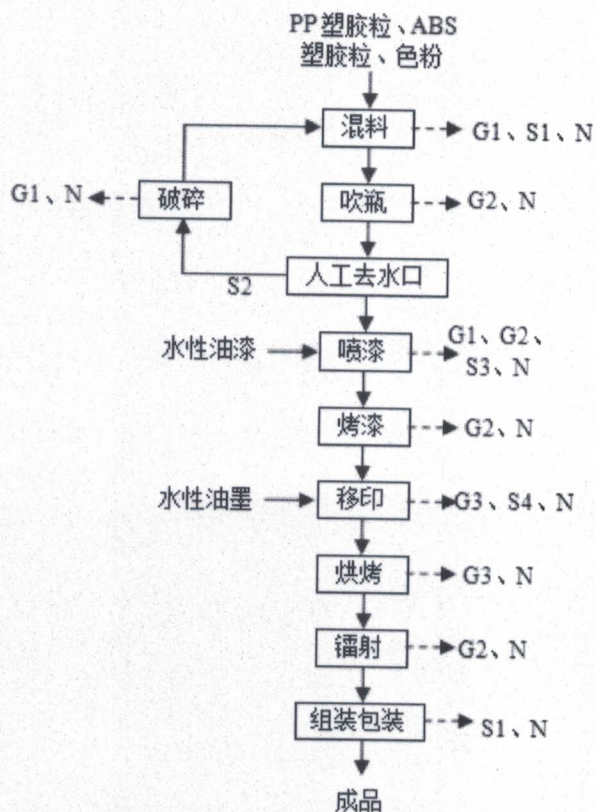 PP塑胶粒、ABS
塑胶粒、色粉
混料
G1、S1、N
G1、N
破碎
吹瓶
G2、N
S2
人工去水口
水性油漆
喷漆
G1、G2、
S3、N
烤漆
G2、N
水性油墨
移印
G3、S4、N
烘烤
G3、N
镭射
G2、N
组装包装
S1、N
成品